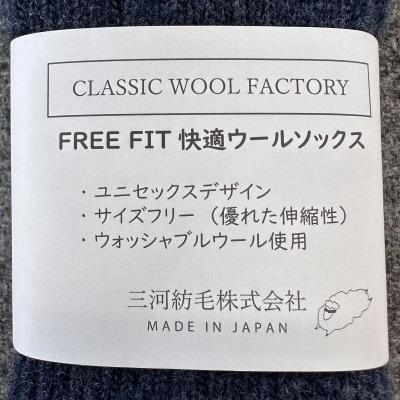 CLASSIC WOOL FACTORY
FREE FIT 快適ウールソックス
・ユニセックスデザイン
・サイズフリー（優れた伸縮性）
・ウォッシャブルウール使用
三河紡毛株式会社
MADE IN JAPAN